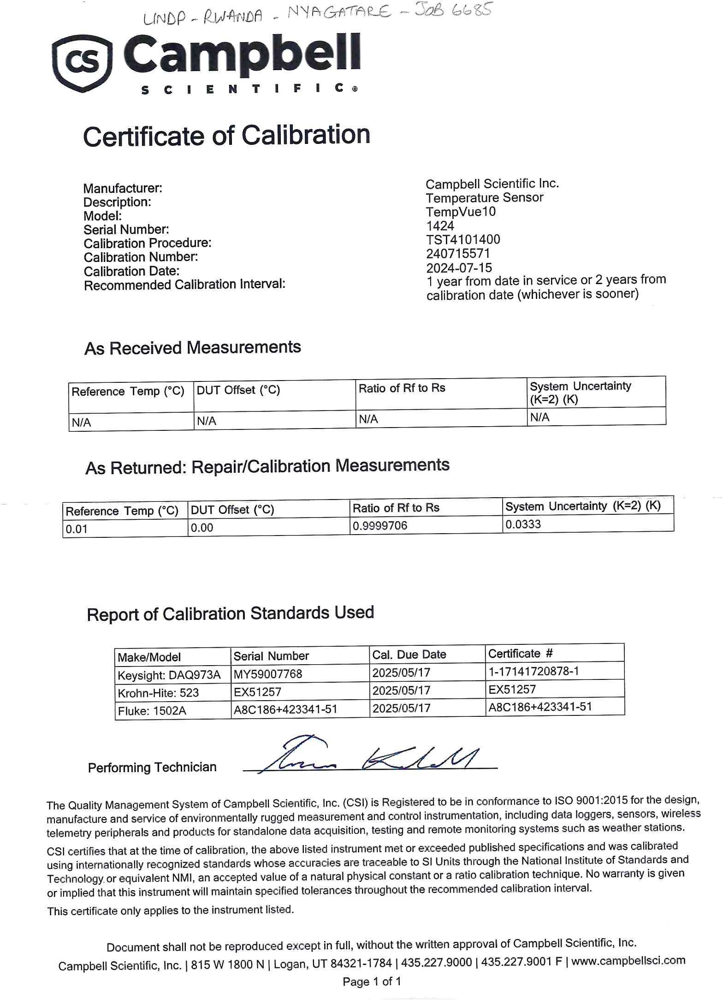 UNDP - RWANDA - NYAGATARE - JOB 6685
CS Campbell
SCIENTIFIC®
Certificate of Calibration
Manufacturer: Campbell Scientific Inc.
Description: Temperature Sensor
Model: TempVue10
Serial Number: 1424
Calibration Procedure: TST4101400
Calibration Number: 240715571
Calibration Date: 2024-07-15
Recommended Calibration Interval: 1 year from date in service or 2 years from
calibration date (whichever is sooner)
As Received Measurements
Reference Temp (°C) DUT Offset (°C) Ratio of Rf to Rs System Uncertainty
(K=2) (K)
N/A N/A N/A N/A
As Returned: Repair/Calibration Measurements
Reference Temp (°C) DUT Offset (°C) Ratio of Rf to Rs System Uncertainty (K=2) (K)
0.01 0.00 0.9999706 0.0333
Report of Calibration Standards Used
Make/Model Serial Number Cal. Due Date Certificate #
Keysight: DAQ973A MY59007768 2025/05/17 1-17141720878-1
Krohn-Hite: 523 EX51257 2025/05/17 EX51257
Fluke: 1502A A8C186+423341-51 2025/05/17 A8C186+423341-51
Performing Technician
The Quality Management System of Campbell Scientific, Inc. (CSI) is Registered to be in conformance to ISO 9001:2015 for the design,
manufacture and service of environmentally rugged measurement and control instrumentation, including data loggers, sensors, wireless
telemetry peripherals and products for standalone data acquisition, testing and remote monitoring systems such as weather stations.
CSI certifies that at the time of calibration, the above listed instrument met or exceeded published specifications and was calibrated
using internationally recognized standards whose accuracies are traceable to SI Units through the National Institute of Standards and
Technology or equivalent NMI, an accepted value of a natural physical constant or a ratio calibration technique. No warranty is given
or implied that this instrument will maintain specified tolerances throughout the recommended calibration interval.
This certificate only applies to the instrument listed.
Document shall not be reproduced except in full, without the written approval of Campbell Scientific, Inc.
Campbell Scientific, Inc. | 815 W 1800 N | Logan, UT 84321-1784 | 435.227.9000 | 435.227.9001 F | www.campbellsci.com
Page 1 of 1